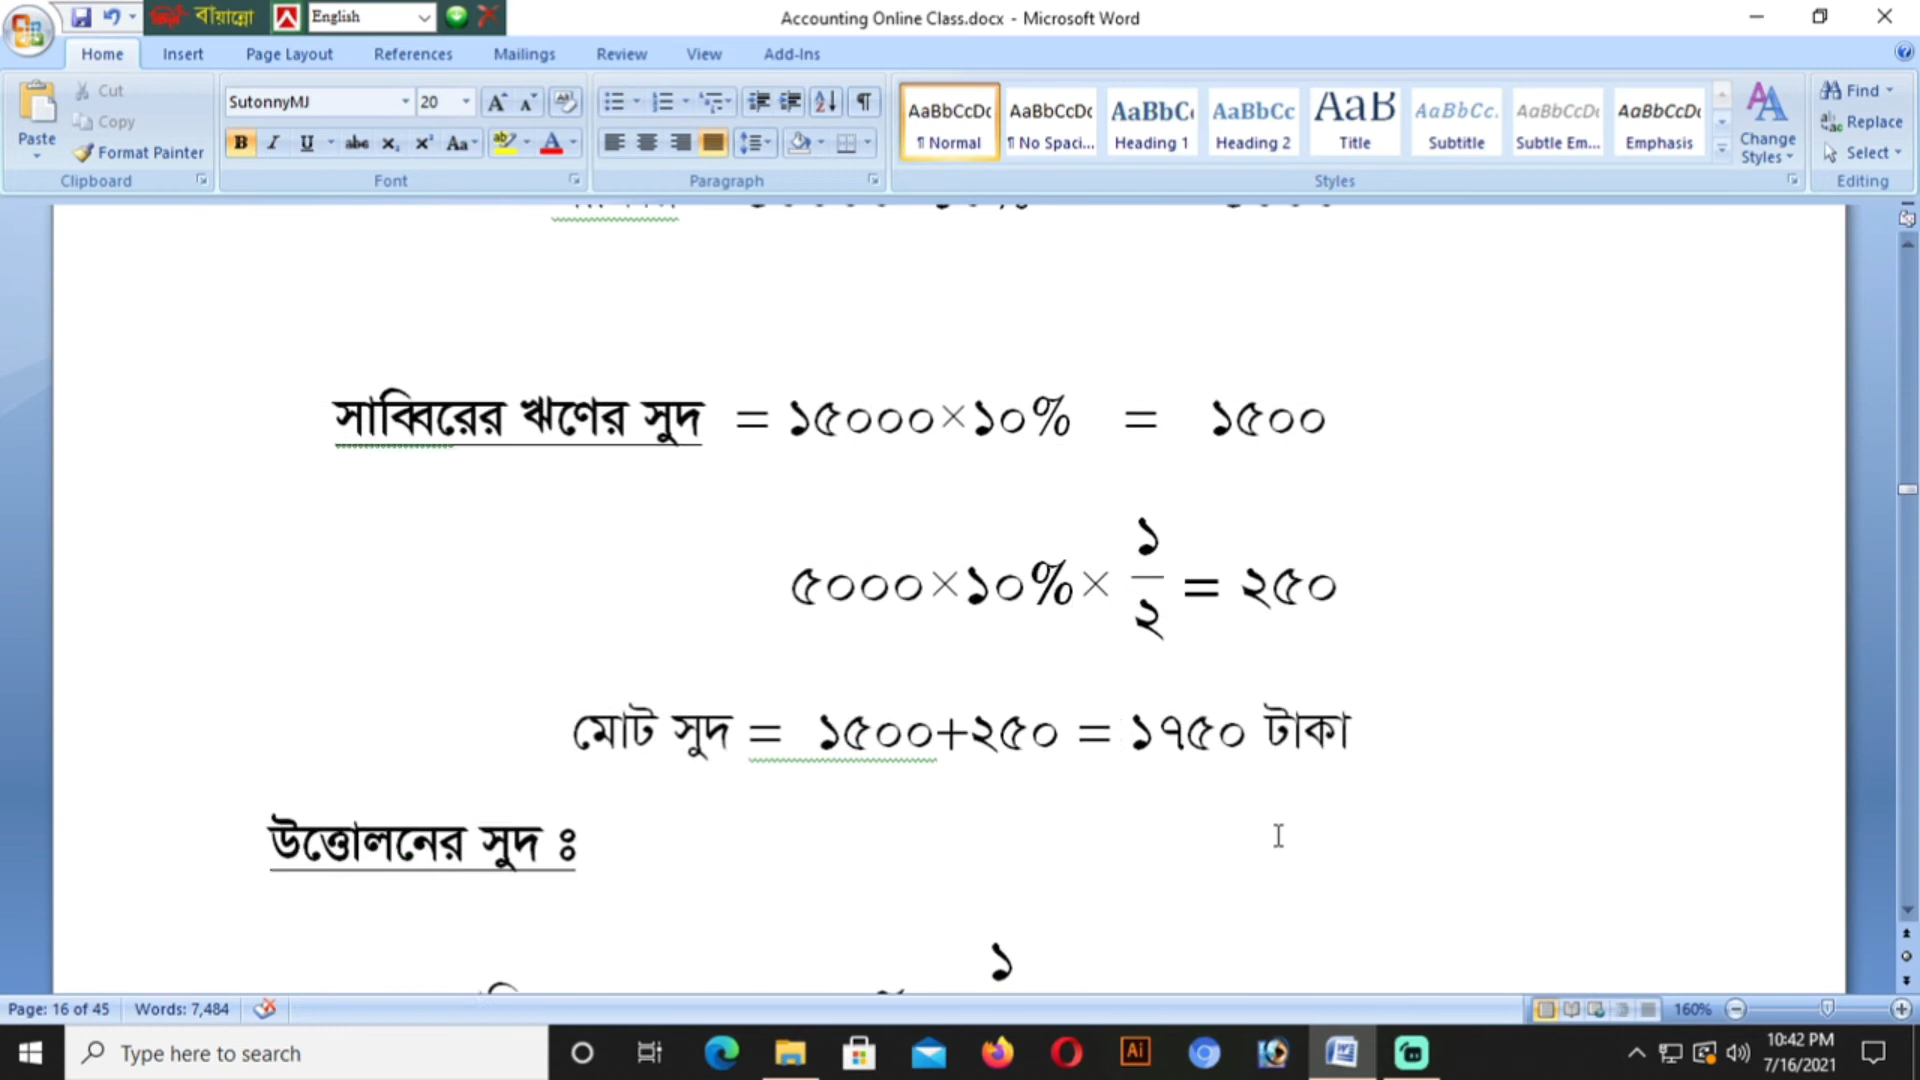 বায়ান্নো English Accounting Online Class.docx - Microsoft Word
Home Insert Page Layout References Mailings Review View Add-Ins
Paste Cut Copy Format Painter Clipboard
SutonnyMJ 20 Font
Paragraph
AaBbCcDc AaBbCcDc AaBbC AaBbCc AaB AaBbCc. AaBbCcDc AaBbCcDc
¶ Normal ¶ No Spaci... Heading 1 Heading 2 Title Subtitle Subtle Em... Emphasis
Change Styles Styles
Find Replace Select Editing
সাব্বিরের ঋণের সুদ = ১৫০০০×১০% = ১৫০০
৫০০০×১০%× ১/২ = ২৫০
মোট সুদ = ১৫০০+২৫০ = ১৭৫০ টাকা
উত্তোলনের সুদ ঃ
১
Page: 16 of 45 Words: 7,484 160%
Type here to search Ai 10:42 PM
7/16/2021